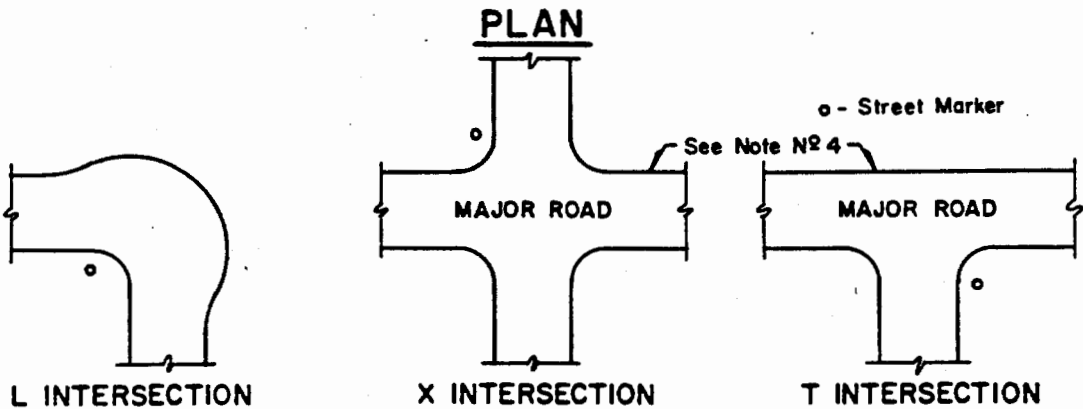 PLAN
o - Street Marker
See Note Nº 4
MAJOR ROAD
MAJOR ROAD
L INTERSECTION
X INTERSECTION
T INTERSECTION